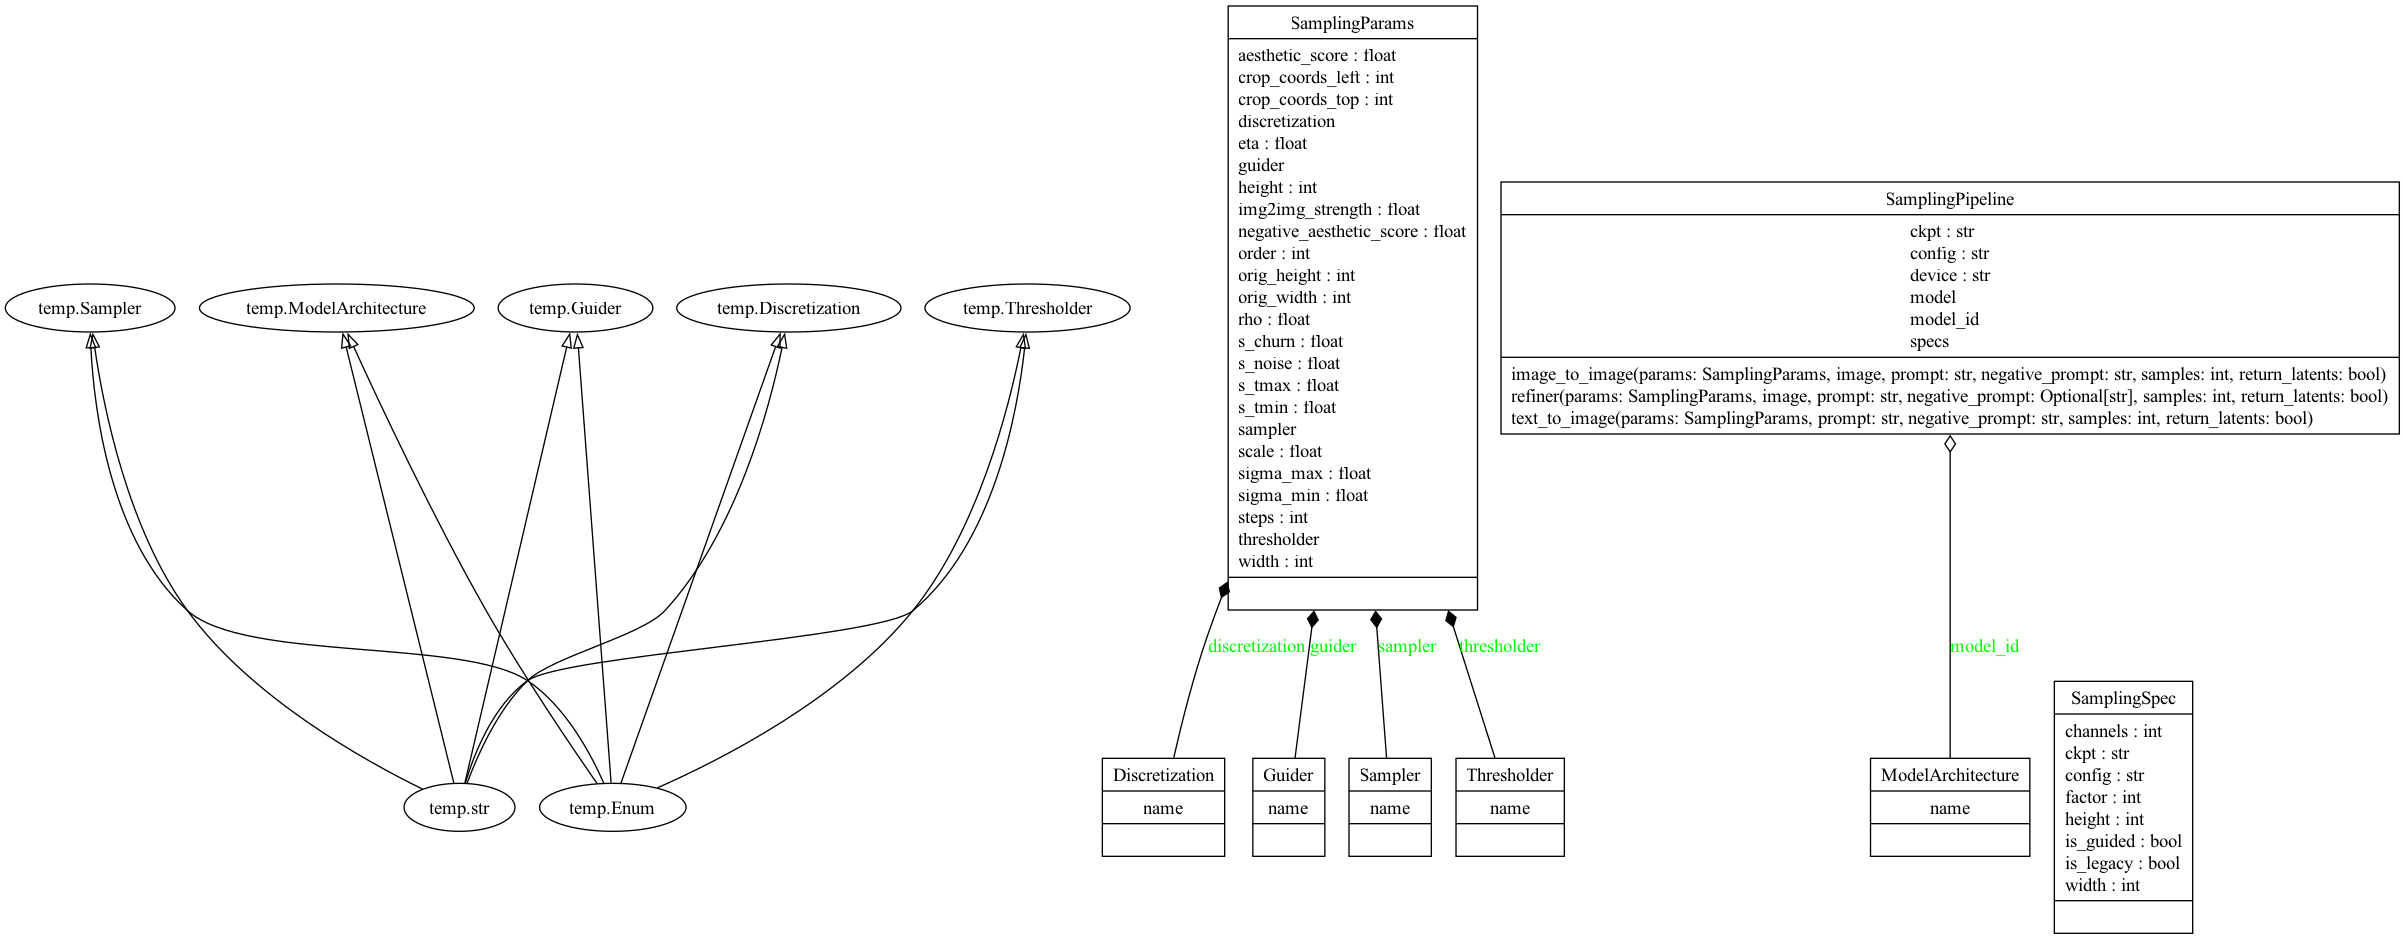 temp.Sampler
temp.ModelArchitecture
temp.Guider
temp.Discretization
temp.Thresholder
temp.str
temp.Enum
SamplingParams
aesthetic_score : float
crop_coords_left : int
crop_coords_top : int
discretization
eta : float
guider
height : int
img2img_strength : float
negative_aesthetic_score : float
order : int
orig_height : int
orig_width : int
rho : float
s_churn : float
s_noise : float
s_tmax : float
s_tmin : float
sampler
scale : float
sigma_max : float
sigma_min : float
steps : int
thresholder
width : int
discretization
guider
sampler
thresholder
Discretization
name
Guider
name
Sampler
name
Thresholder
name
SamplingPipeline
ckpt : str
config : str
device : str
model
model_id
specs
image_to_image(params: SamplingParams, image, prompt: str, negative_prompt: str, samples: int, return_latents: bool)
refiner(params: SamplingParams, image, prompt: str, negative_prompt: Optional[str], samples: int, return_latents: bool)
text_to_image(params: SamplingParams, prompt: str, negative_prompt: str, samples: int, return_latents: bool)
model_id
ModelArchitecture
name
SamplingSpec
channels : int
ckpt : str
config : str
factor : int
height : int
is_guided : bool
is_legacy : bool
width : int